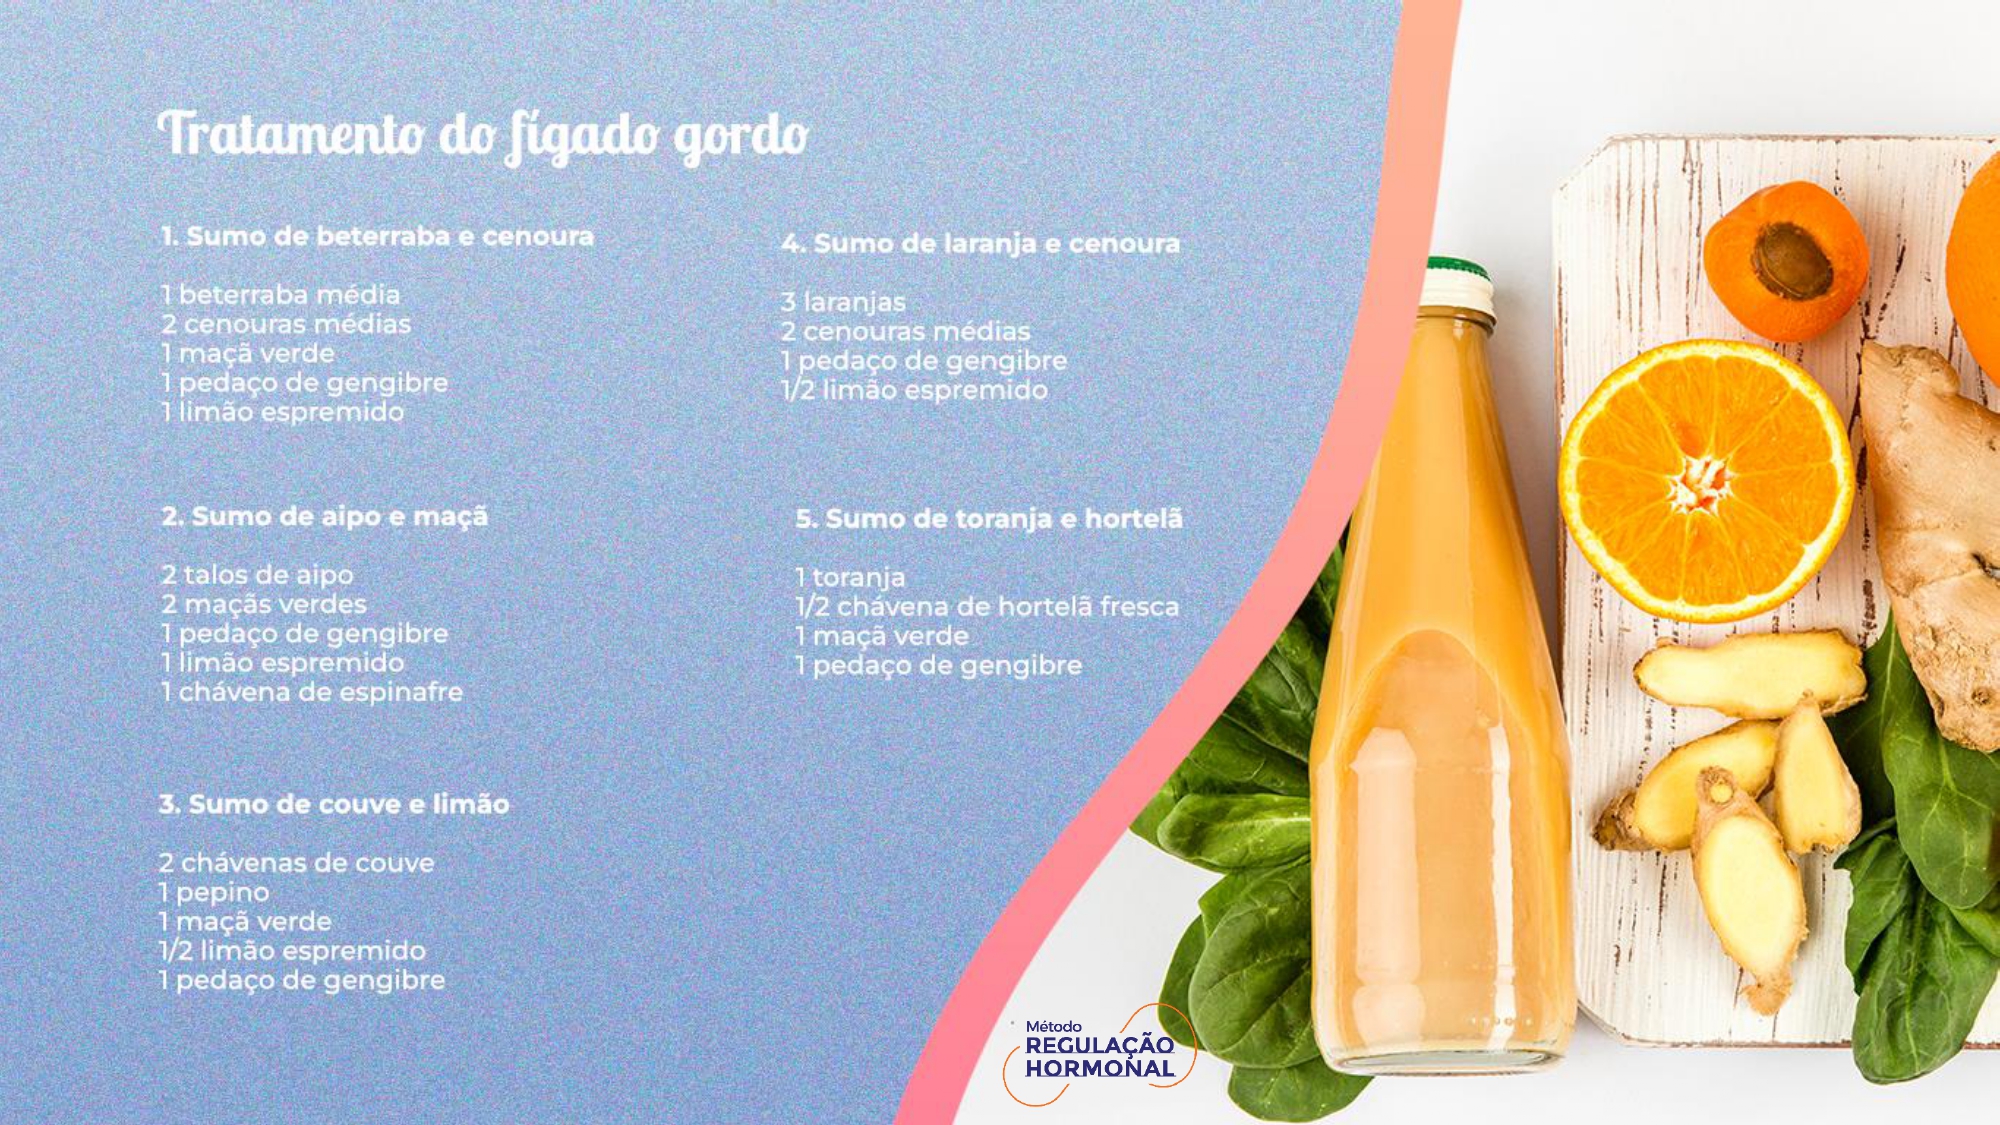 Tratamento do fígado gordo
1. Sumo de beterraba e cenoura
1 beterraba média
2 cenouras médias
1 maçã verde
1 pedaço de gengibre
1 limão espremido
2. Sumo de aipo e maçã
2 talos de aipo
2 maçãs verdes
1 pedaço de gengibre
1 limão espremido
1 chávena de espinafre
3. Sumo de couve e limão
2 chávenas de couve
1 pepino
1 maçã verde
1/2 limão espremido
1 pedaço de gengibre
4. Sumo de laranja e cenoura
3 laranjas
2 cenouras médias
1 pedaço de gengibre
1/2 limão espremido
5. Sumo de toranja e hortelã
1 toranja
1/2 chávena de hortelã fresca
1 maçã verde
1 pedaço de gengibre
Método
REGULAÇÃO
HORMONAL